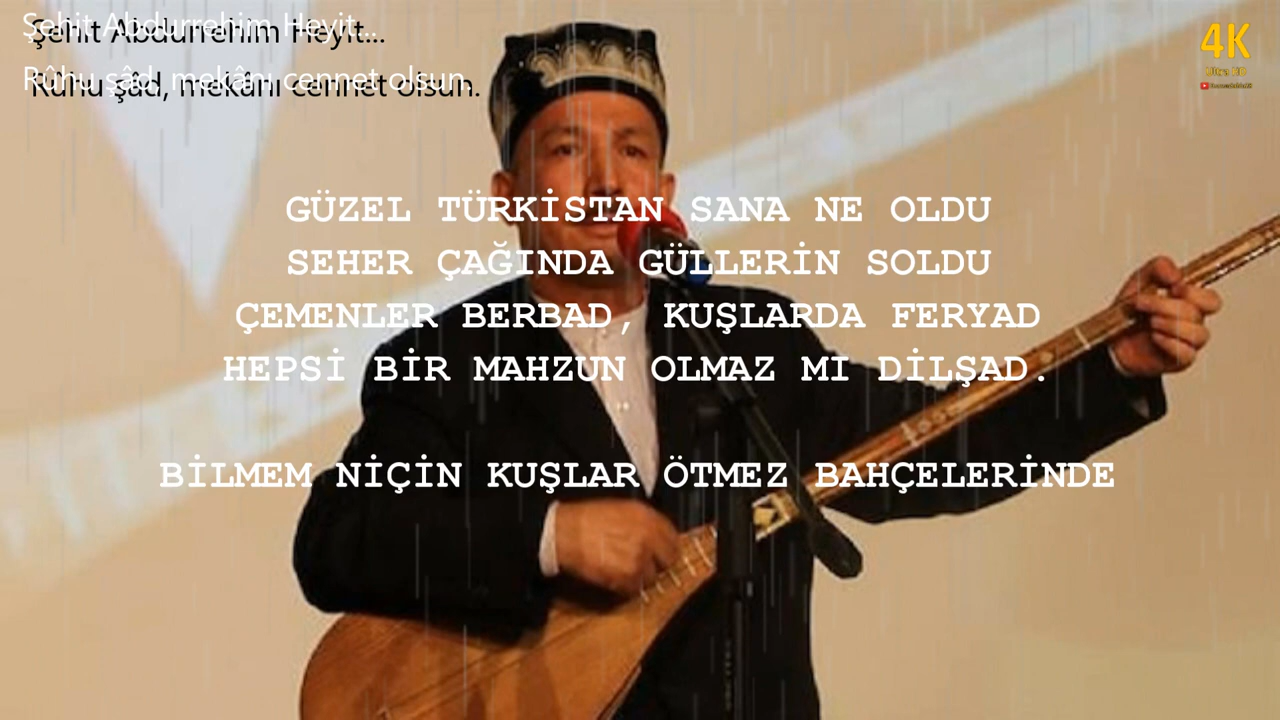 Şehit Abdurrehim Heyit...
Rûhu şâd, mekânı cennet olsun.
4K
Ultra HD
GÜZEL TÜRKİSTAN SANA NE OLDU
SEHER ÇAĞINDA GÜLLERİN SOLDU
ÇEMENLER BERBAD, KUŞLARDA FERYAD
HEPSİ BİR MAHZUN OLMAZ MI DİLŞAD.
"
BİLMEM NİÇİN KUŞLAR ÖTMEZ BAHÇELERİNDE